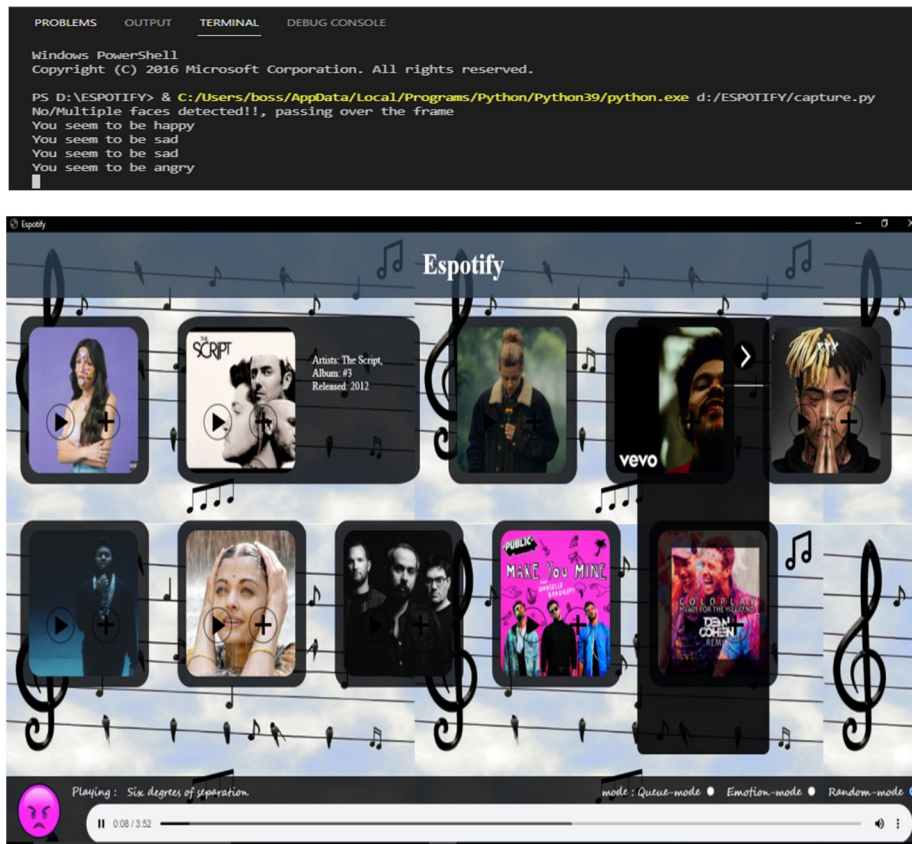 PROBLEMS OUTPUT TERMINAL DEBUG CONSOLE
Windows PowerShell
Copyright (C) 2016 Microsoft Corporation. All rights reserved.
PS D:\ESPOTIFY> & C:/Users/boss/AppData/Local/Programs/Python/Python39/python.exe d:/ESPOTIFY/capture.py
No/Multiple faces detected!!, passing over the frame
You seem to be happy
You seem to be sad
You seem to be sad
You seem to be angry
Espotify
Espotify
THE
SCRIPT
Artists: The Script,
Album: #3
Released: 2012
vevo
PUBLIC
MAKE YOU MINE
COLDPLAY
HYMN FOR THE WEEKEND
DEAN
COHEN
REMIX
Playing : Six degrees of separation
mode : Queue-mode Emotion-mode Random-mode
0:08 / 3:52